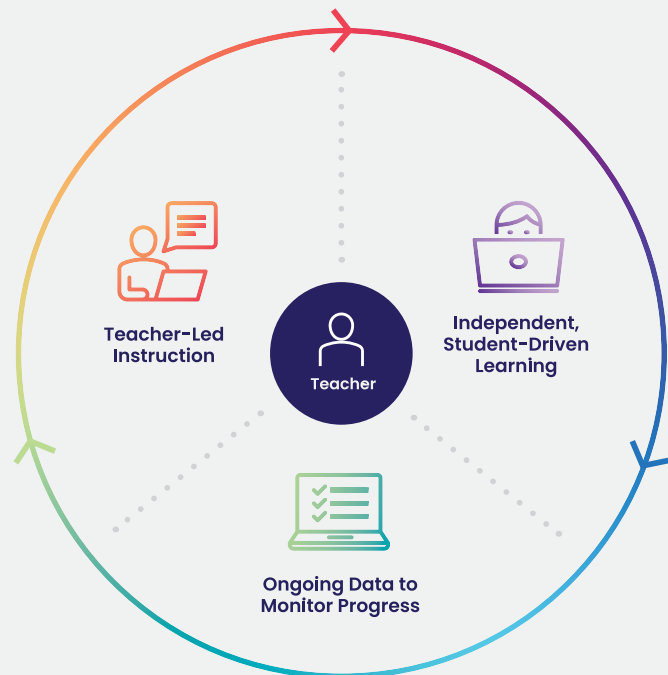 Teacher-Led
Instruction
Independent,
Student-Driven
Learning
Teacher
Ongoing Data to
Monitor Progress